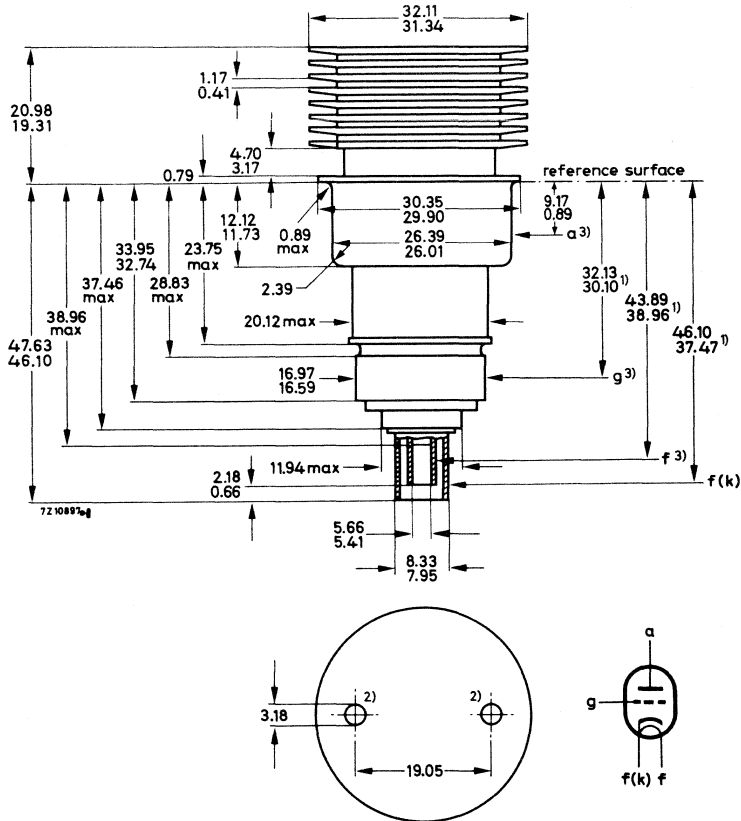 32.11
31.34
1.17
0.41
20.98
19.31
4.70
3.17
0.79
reference surface
30.35
29.90
9.17
0.89
12.12
11.73
0.89
max
26.39
26.01
a 3)
33.95
32.74
23.75
max
37.46
max
28.83
max
2.39
32.13
30.10 1)
43.89
38.96 1)
38.96
max
20.12 max
46.10
37.47 1)
47.63
46.10
16.97
16.59
g 3)
11.94 max
f 3)
2.18
0.66
f(k)
7Z10897
5.66
5.41
8.33
7.95
a
2) 2)
g
3.18
19.05
f(k) f